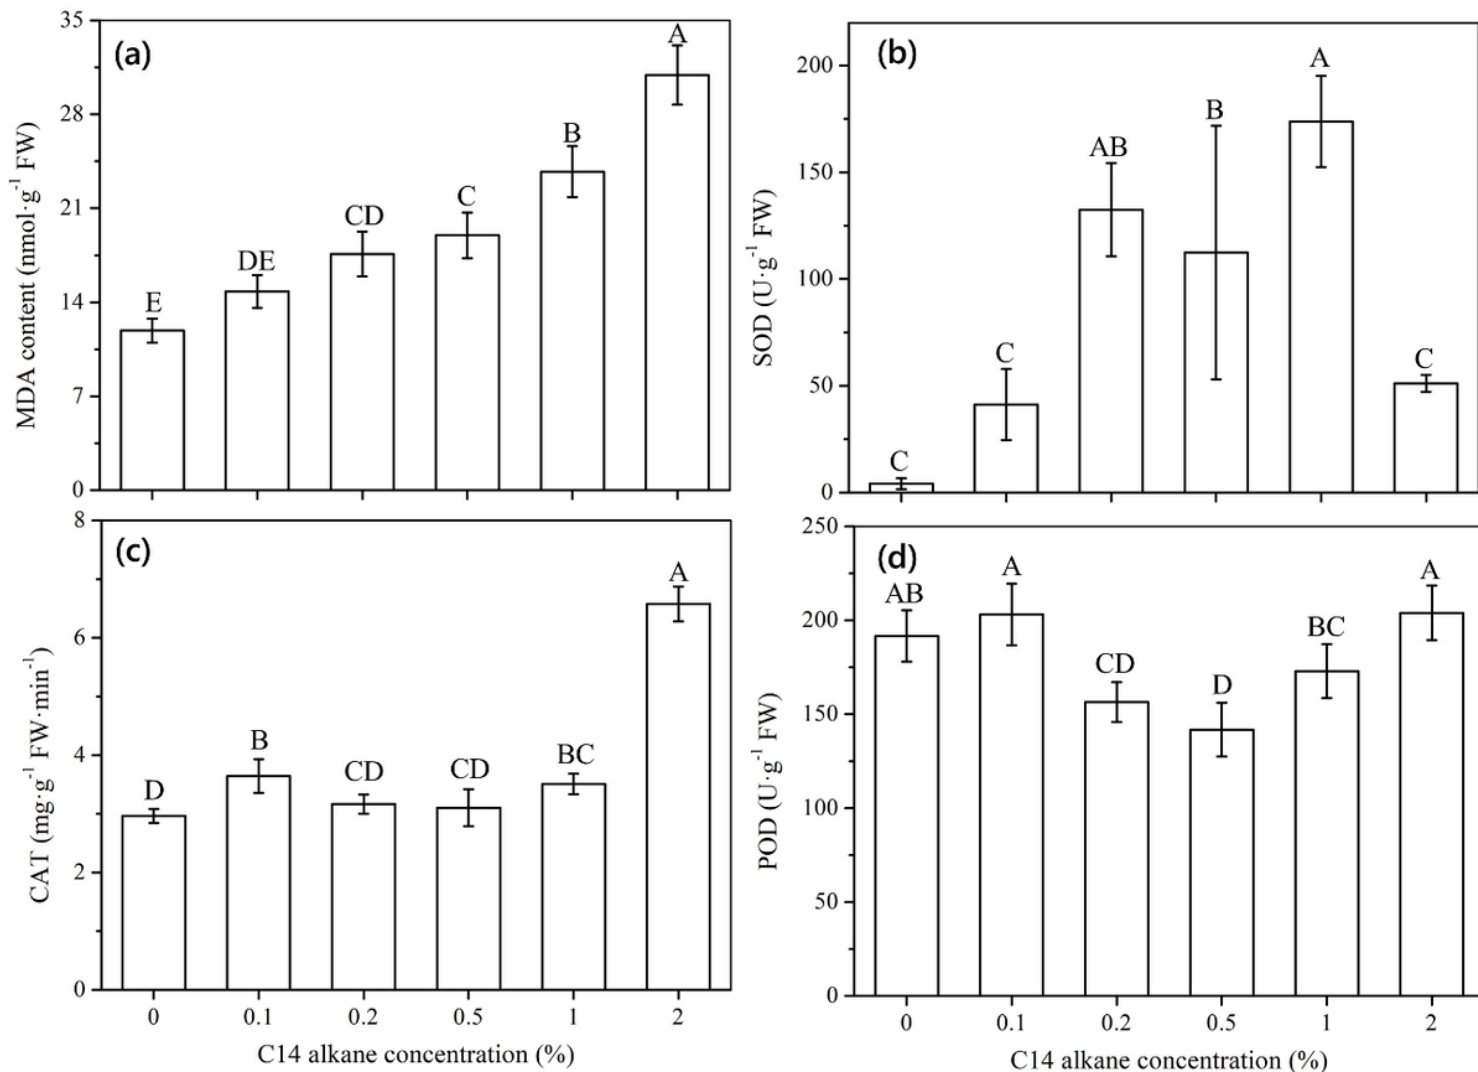 (a)
MDA content (nmol·g⁻¹ FW)
35
28
21
14
7
0
E
DE
CD
C
B
A
(b)
SOD (U·g⁻¹ FW)
200
150
100
50
0
C
C
AB
B
A
C
(c)
CAT (mg·g⁻¹ FW·min⁻¹)
8
6
4
2
0
D
B
CD
CD
BC
A
0 0.1 0.2 0.5 1 2
C14 alkane concentration (%)
(d)
POD (U·g⁻¹ FW)
250
200
150
100
50
0
AB
A
CD
D
BC
A
0 0.1 0.2 0.5 1 2
C14 alkane concentration (%)